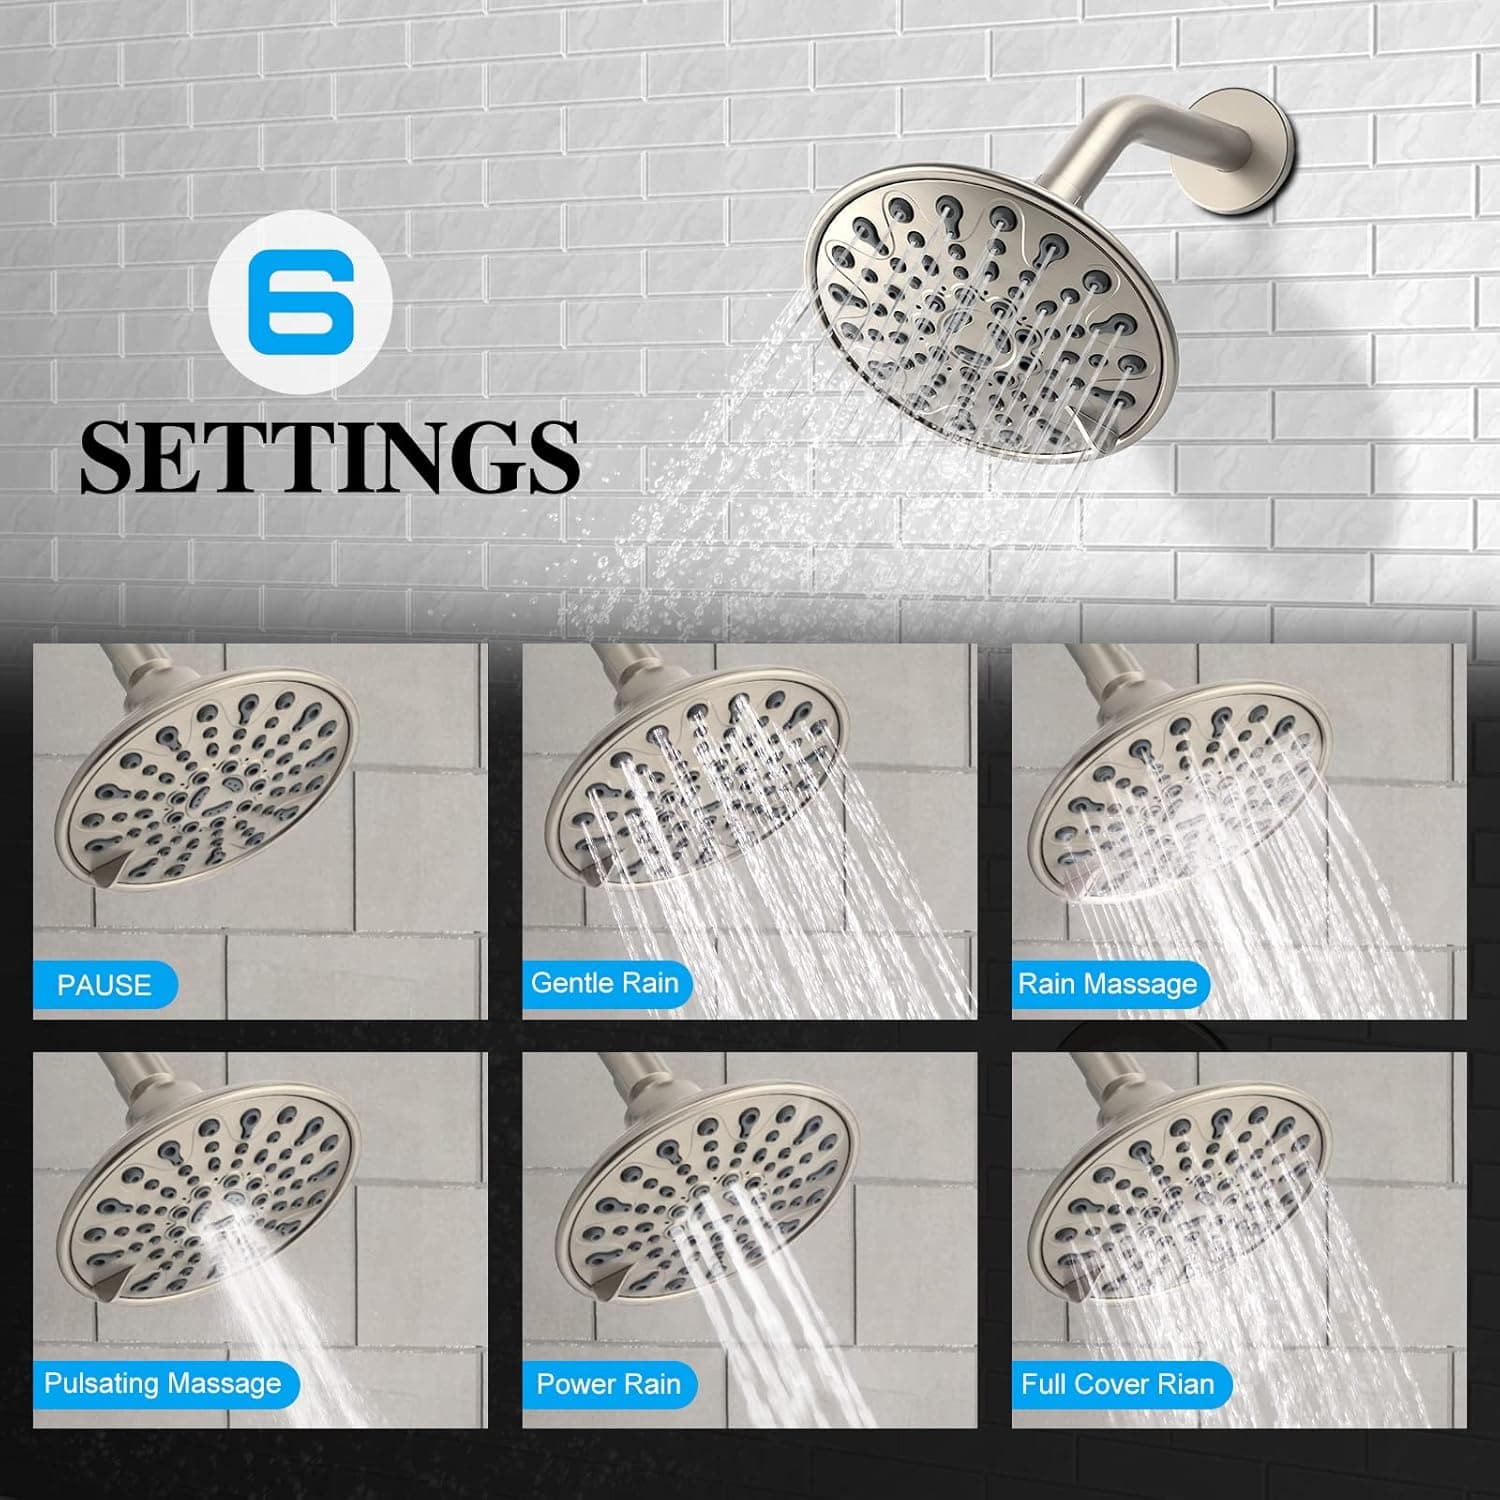 6
SETTINGS
PAUSE
Gentle Rain
Rain Massage
Pulsating Massage
Power Rain
Full Cover Rian